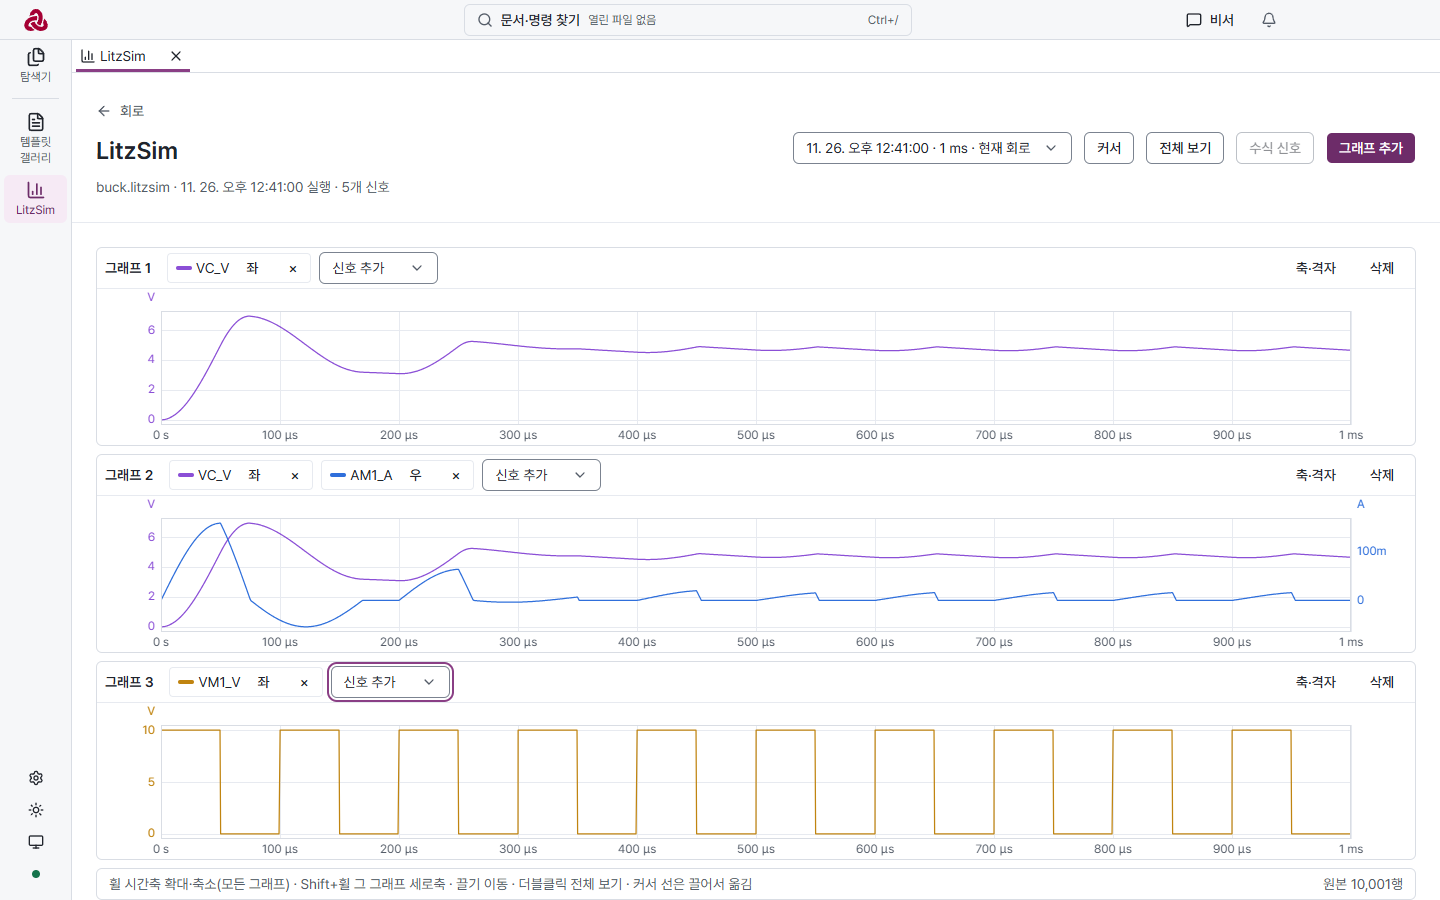 문서·명령 찾기 열린 파일 없음 Ctrl+/
비서
탐색기
템플릿
갤러리
LitzSim
LitzSim
회로
LitzSim
11. 26. 오후 12:41:00 · 1 ms · 현재 회로
커서
전체 보기
수식 신호
그래프 추가
buck.litzsim · 11. 26. 오후 12:41:00 실행 · 5개 신호
그래프 1 VC_V 좌 × 신호 추가 축·격자 삭제
V
6
4
2
0
0 s 100 µs 200 µs 300 µs 400 µs 500 µs 600 µs 700 µs 800 µs 900 µs 1 ms
그래프 2 VC_V 좌 × AM1_A 우 × 신호 추가 축·격자 삭제
V A
6
100m
4
2
0
0
0 s 100 µs 200 µs 300 µs 400 µs 500 µs 600 µs 700 µs 800 µs 900 µs 1 ms
그래프 3 VM1_V 좌 × 신호 추가 축·격자 삭제
V
10
5
0
0 s 100 µs 200 µs 300 µs 400 µs 500 µs 600 µs 700 µs 800 µs 900 µs 1 ms
휠 시간축 확대·축소(모든 그래프) · Shift+휠 그 그래프 세로축 · 끌기 이동 · 더블클릭 전체 보기 · 커서 선은 끌어서 옮김
원본 10,001행